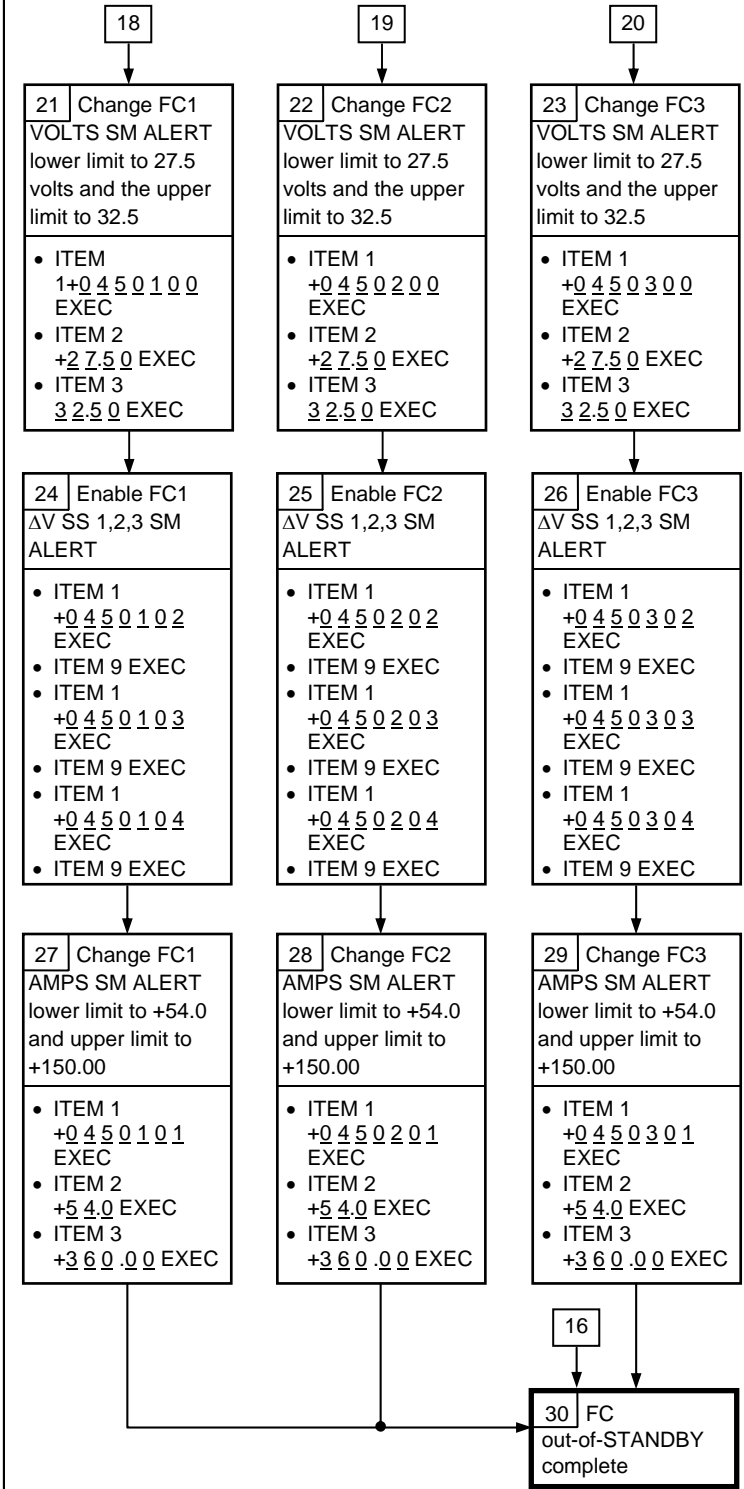 18
19
20
21 Change FC1
VOLTS SM ALERT
lower limit to 27.5
volts and the upper
limit to 32.5
• ITEM
1+0 4 5 0 1 0 0
EXEC
• ITEM 2
+2 7.5 0 EXEC
• ITEM 3
3 2.5 0 EXEC
22 Change FC2
VOLTS SM ALERT
lower limit to 27.5
volts and the upper
limit to 32.5
• ITEM 1
+0 4 5 0 2 0 0
EXEC
• ITEM 2
+2 7.5 0 EXEC
• ITEM 3
3 2.5 0 EXEC
23 Change FC3
VOLTS SM ALERT
lower limit to 27.5
volts and the upper
limit to 32.5
• ITEM 1
+0 4 5 0 3 0 0
EXEC
• ITEM 2
+2 7.5 0 EXEC
• ITEM 3
3 2.5 0 EXEC
24 Enable FC1
ΔV SS 1,2,3 SM
ALERT
• ITEM 1
+0 4 5 0 1 0 2
EXEC
• ITEM 9 EXEC
• ITEM 1
+0 4 5 0 1 0 3
EXEC
• ITEM 9 EXEC
• ITEM 1
+0 4 5 0 1 0 4
EXEC
• ITEM 9 EXEC
25 Enable FC2
ΔV SS 1,2,3 SM
ALERT
• ITEM 1
+0 4 5 0 2 0 2
EXEC
• ITEM 9 EXEC
• ITEM 1
+0 4 5 0 2 0 3
EXEC
• ITEM 9 EXEC
• ITEM 1
+0 4 5 0 2 0 4
EXEC
• ITEM 9 EXEC
26 Enable FC3
ΔV SS 1,2,3 SM
ALERT
• ITEM 1
+0 4 5 0 3 0 2
EXEC
• ITEM 9 EXEC
• ITEM 1
+0 4 5 0 3 0 3
EXEC
• ITEM 9 EXEC
• ITEM 1
+0 4 5 0 3 0 4
EXEC
• ITEM 9 EXEC
27 Change FC1
AMPS SM ALERT
lower limit to +54.0
and upper limit to
+150.00
• ITEM 1
+0 4 5 0 1 0 1
EXEC
• ITEM 2
+5 4.0 EXEC
• ITEM 3
+3 6 0 .0 0 EXEC
28 Change FC2
AMPS SM ALERT
lower limit to +54.0
and upper limit to
+150.00
• ITEM 1
+0 4 5 0 2 0 1
EXEC
• ITEM 2
+5 4.0 EXEC
• ITEM 3
+3 6 0 .0 0 EXEC
29 Change FC3
AMPS SM ALERT
lower limit to +54.0
and upper limit to
+150.00
• ITEM 1
+0 4 5 0 3 0 1
EXEC
• ITEM 2
+5 4.0 EXEC
• ITEM 3
+3 6 0 .0 0 EXEC
16
30 FC
out-of-STANDBY
complete